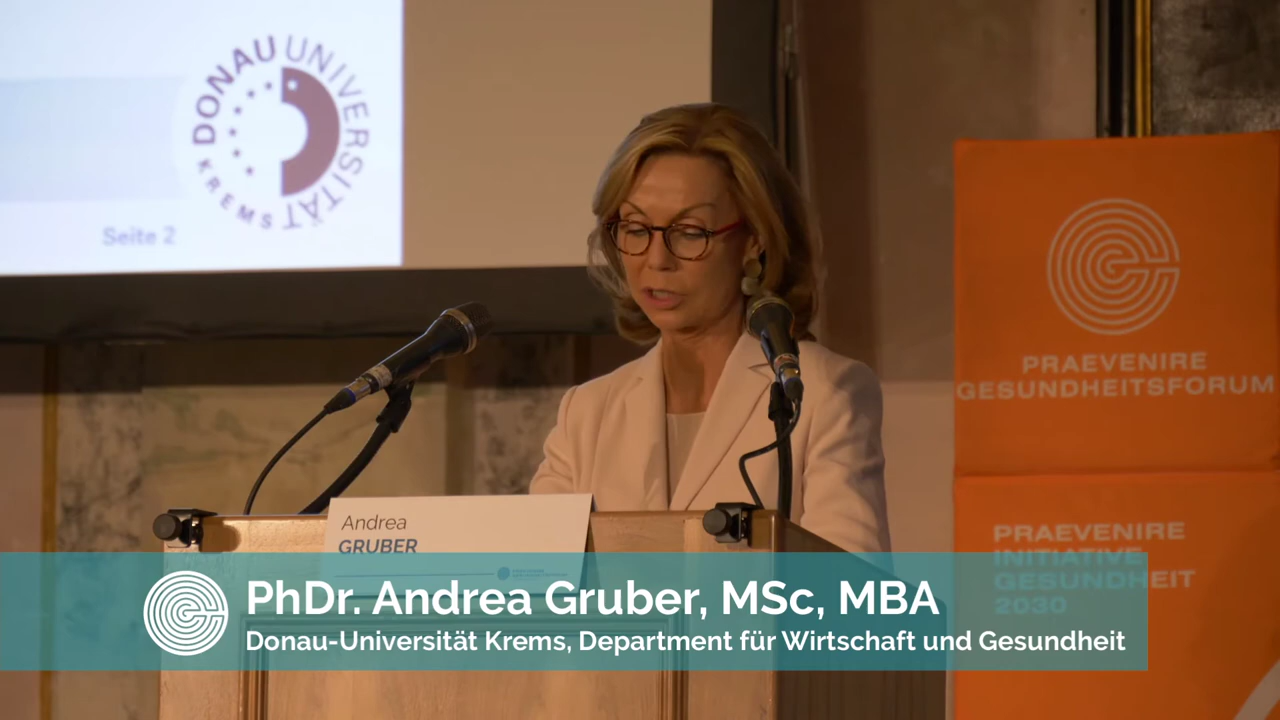 DONAU UNIVERSITÄT KREMS
Seite 2
PRAEVENIRE
GESUNDHEITSFORUM
Andrea
GRUBER
PRAEVENIRE
INITIATIVE
GESUNDHEIT
2030
PhDr. Andrea Gruber, MSc, MBA
Donau-Universität Krems, Department für Wirtschaft und Gesundheit